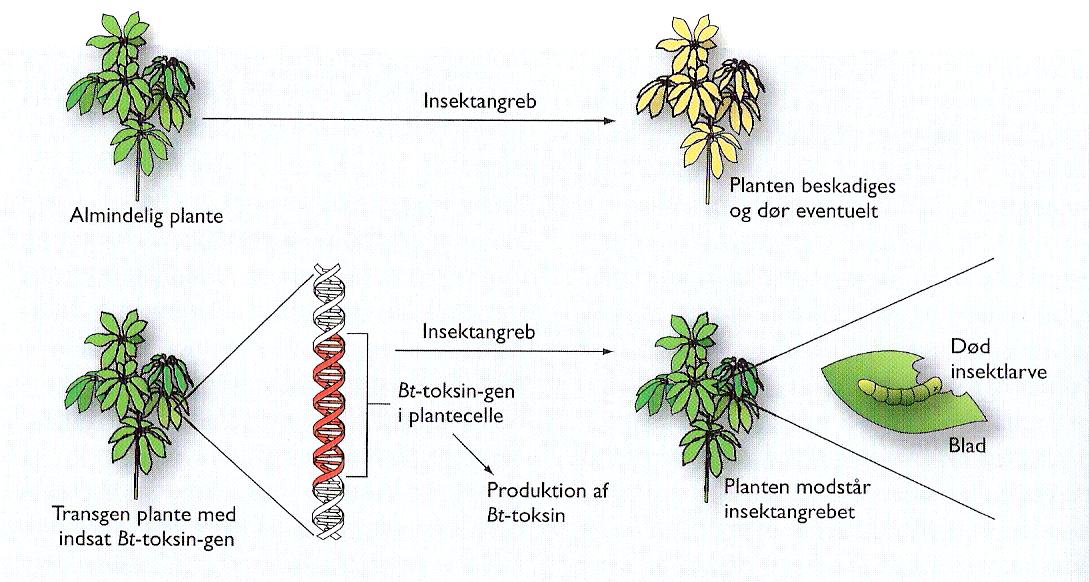 Insektangreb
Almindelig plante
Planten beskadiges
og dør eventuelt
Insektangreb
Bt-toksin-gen
i plantecelle
Produktion af
Bt-toksin
Transgen plante med
indsat Bt-toksin-gen
Planten modstår
insektangrebet
Død
insektlarve
Blad